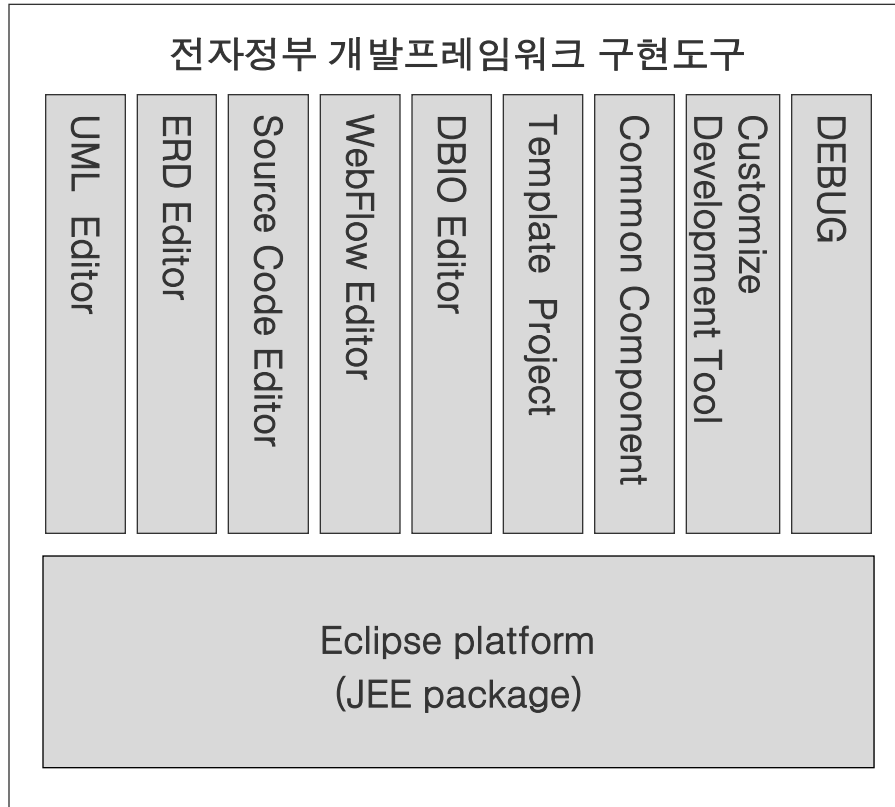 전자정부 개발프레임워크 구현도구
UML Editor
ERD Editor
Source Code Editor
WebFlow Editor
DBIO Editor
Template Project
Common Component
Customize
Development Tool
DEBUG
Eclipse platform
(JEE package)